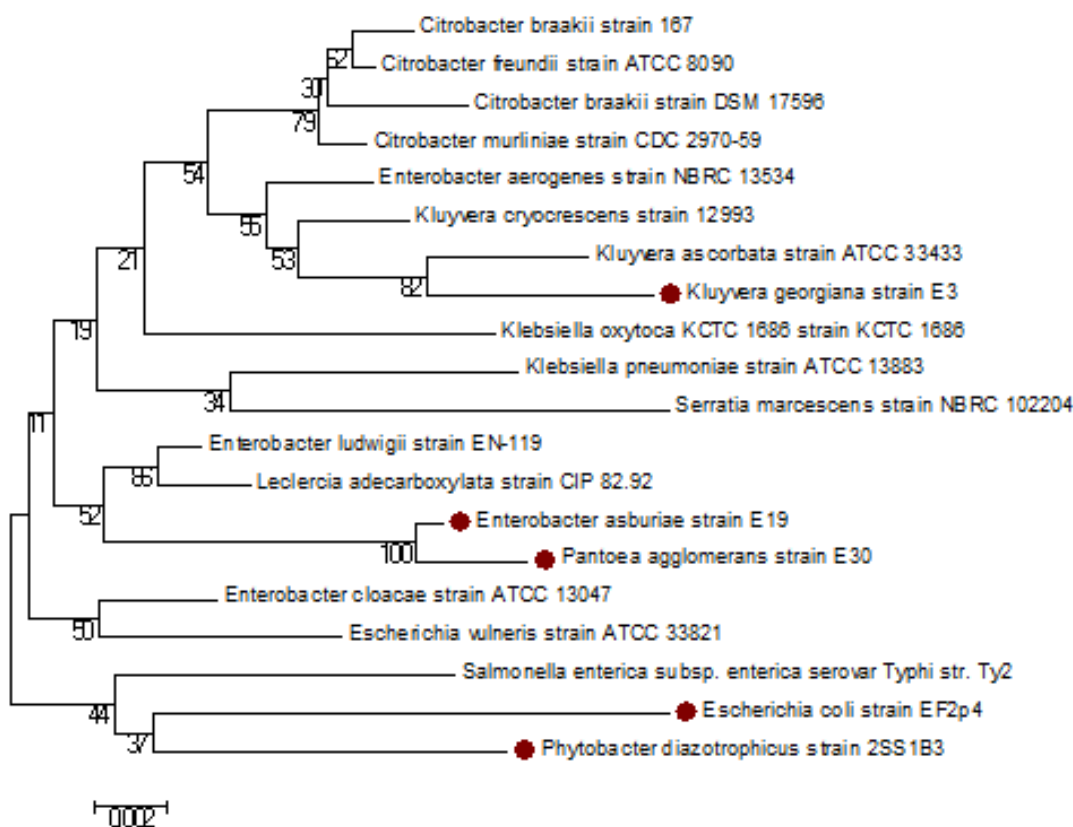 Citrobacter braakii strain 167
62
Citrobacter freundii strain ATCC 8090
30
Citrobacter braakii strain DSM 17596
79
Citrobacter murliniae strain CDC 2970-59
54
Enterobacter aerogenes strain NBRC 13534
55
Kluyvera cryocrescens strain 12993
53
Kluyvera ascorbata strain ATCC 33433
21
82
Kluyvera georgiana strain E3
19
Klebsiella oxytoca KCTC 1686 strain KCTC 1686
Klebsiella pneumoniae strain ATCC 13883
34
Serratia marcescens strain NBRC 102204
11
Enterobacter ludwigii strain EN-119
86
Leclercia adecarboxylata strain CIP 82.92
52
Enterobacter asburiae strain E19
100
Pantoea agglomerans strain E30
Enterobacter cloacae strain ATCC 13047
50
Escherichia vulneris strain ATCC 33821
Salmonella enterica subsp. enterica serovar Typhi str. Ty2
44
Escherichia coli strain EF2p4
37
Phytobacter diazotrophicus strain 2SS1B3
0.002